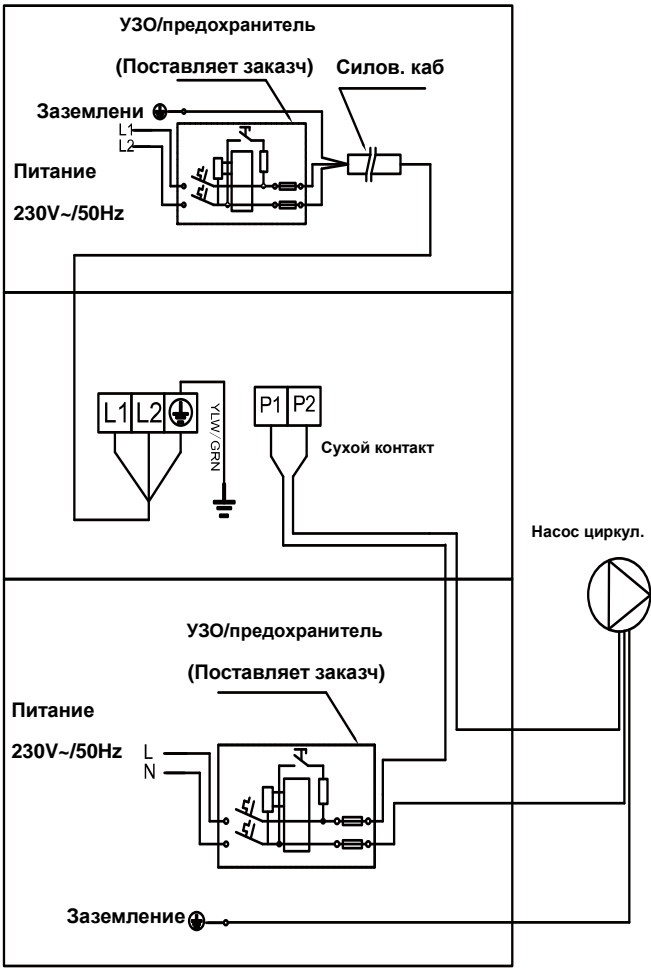 УЗО/предохранитель
(Поставляет заказч)
Силов. каб
Заземлени
L1
L2
Питание
230V~/50Hz
L1 L2
YLW/GRN
P1 P2
Сухой контакт
Насос циркул.
УЗО/предохранитель
(Поставляет заказч)
Питание
230V~/50Hz
L
N
Заземление